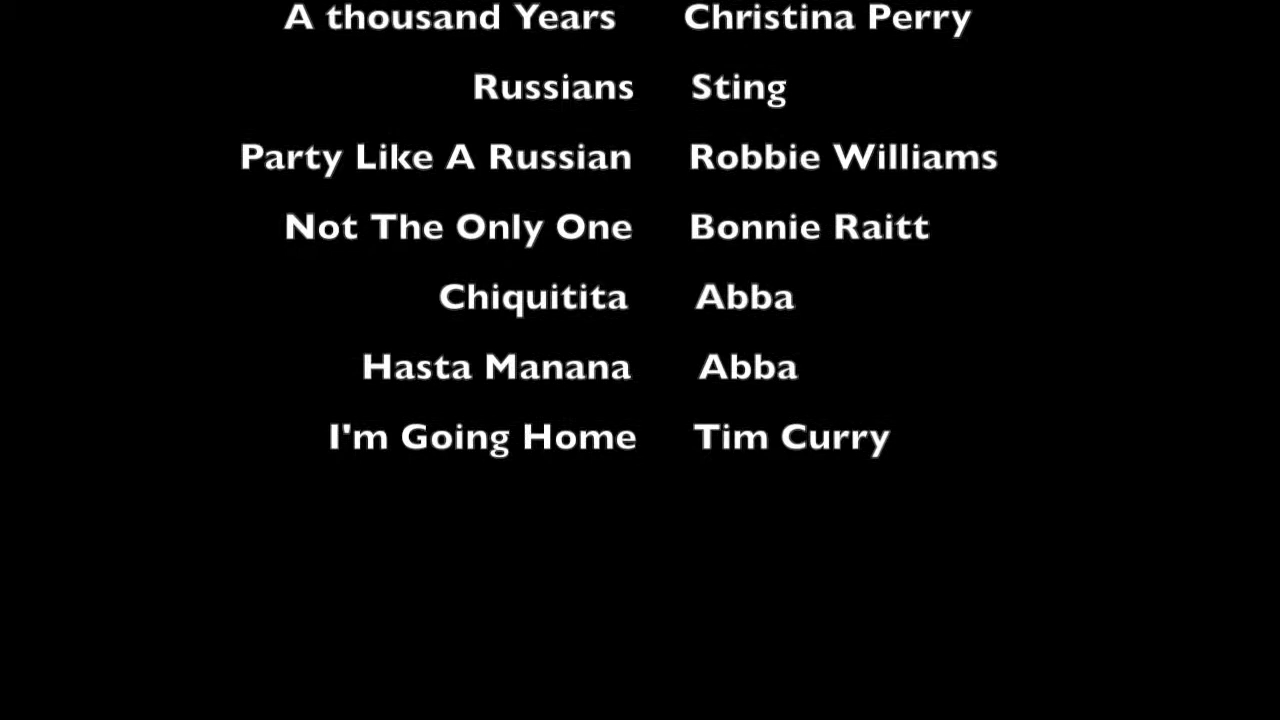 A thousand Years Christina Perry
Russians Sting
Party Like A Russian Robbie Williams
Not The Only One Bonnie Raitt
Chiquitita Abba
Hasta Manana Abba
I'm Going Home Tim Curry